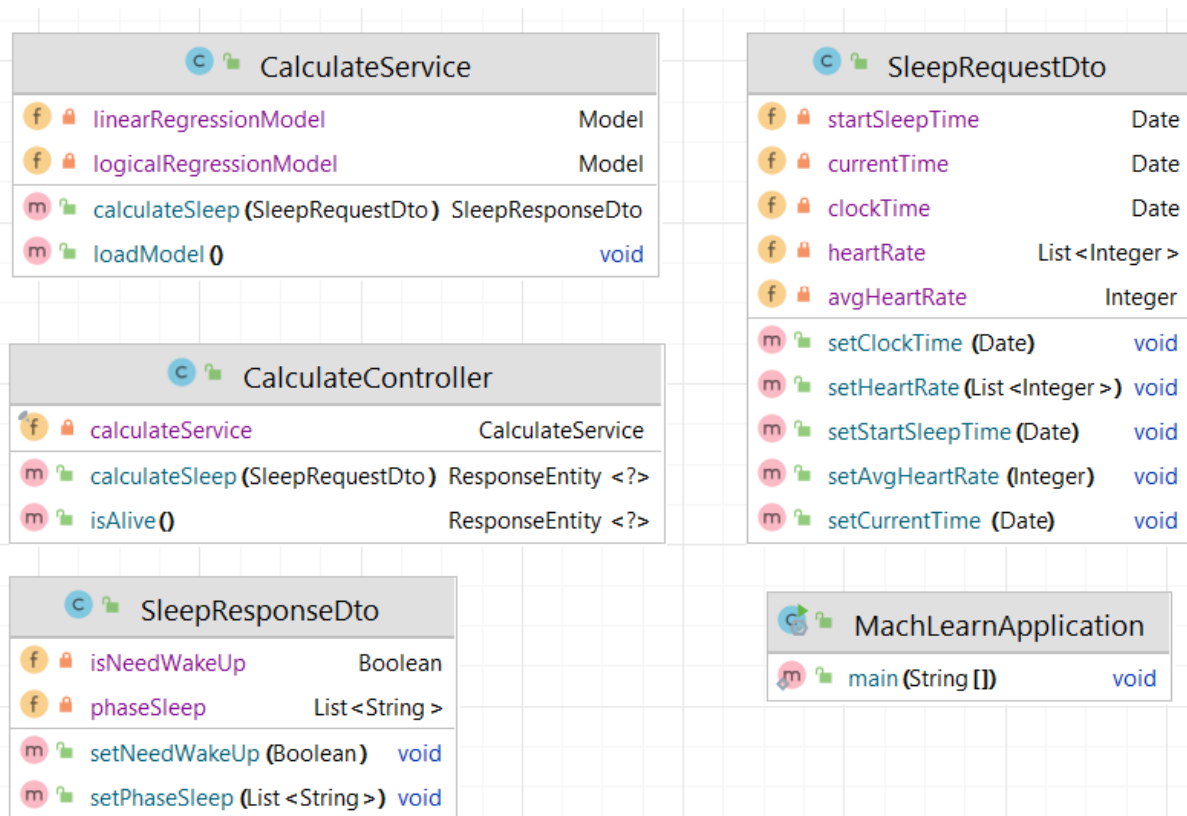 CalculateService
linearRegressionModel Model
logicalRegressionModel Model
calculateSleep(SleepRequestDto) SleepResponseDto
loadModel() void
CalculateController
calculateService CalculateService
calculateSleep(SleepRequestDto) ResponseEntity <?>
isAlive() ResponseEntity <?>
SleepResponseDto
isNeedWakeUp Boolean
phaseSleep List<String>
setNeedWakeUp(Boolean) void
setPhaseSleep(List<String>) void
SleepRequestDto
startSleepTime Date
currentTime Date
clockTime Date
heartRate List<Integer>
avgHeartRate Integer
setClockTime (Date) void
setHeartRate(List <Integer>) void
setStartSleepTime(Date) void
setAvgHeartRate (Integer) void
setCurrentTime (Date) void
MachLearnApplication
main(String []) void